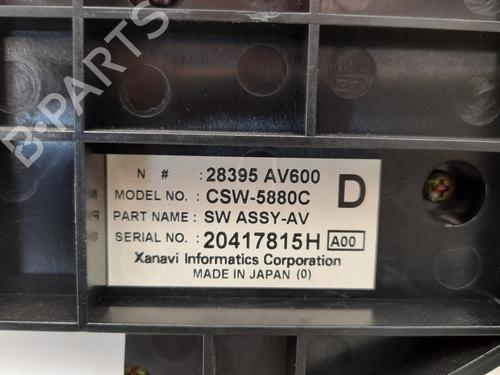 B-PARTS
N # : 28395 AV600
D
MODEL NO. : CSW-5880C
PART NAME : SW ASSY-AV
SERIAL NO. : 20417815H A00
Xanavi Informatics Corporation
MADE IN JAPAN (0)